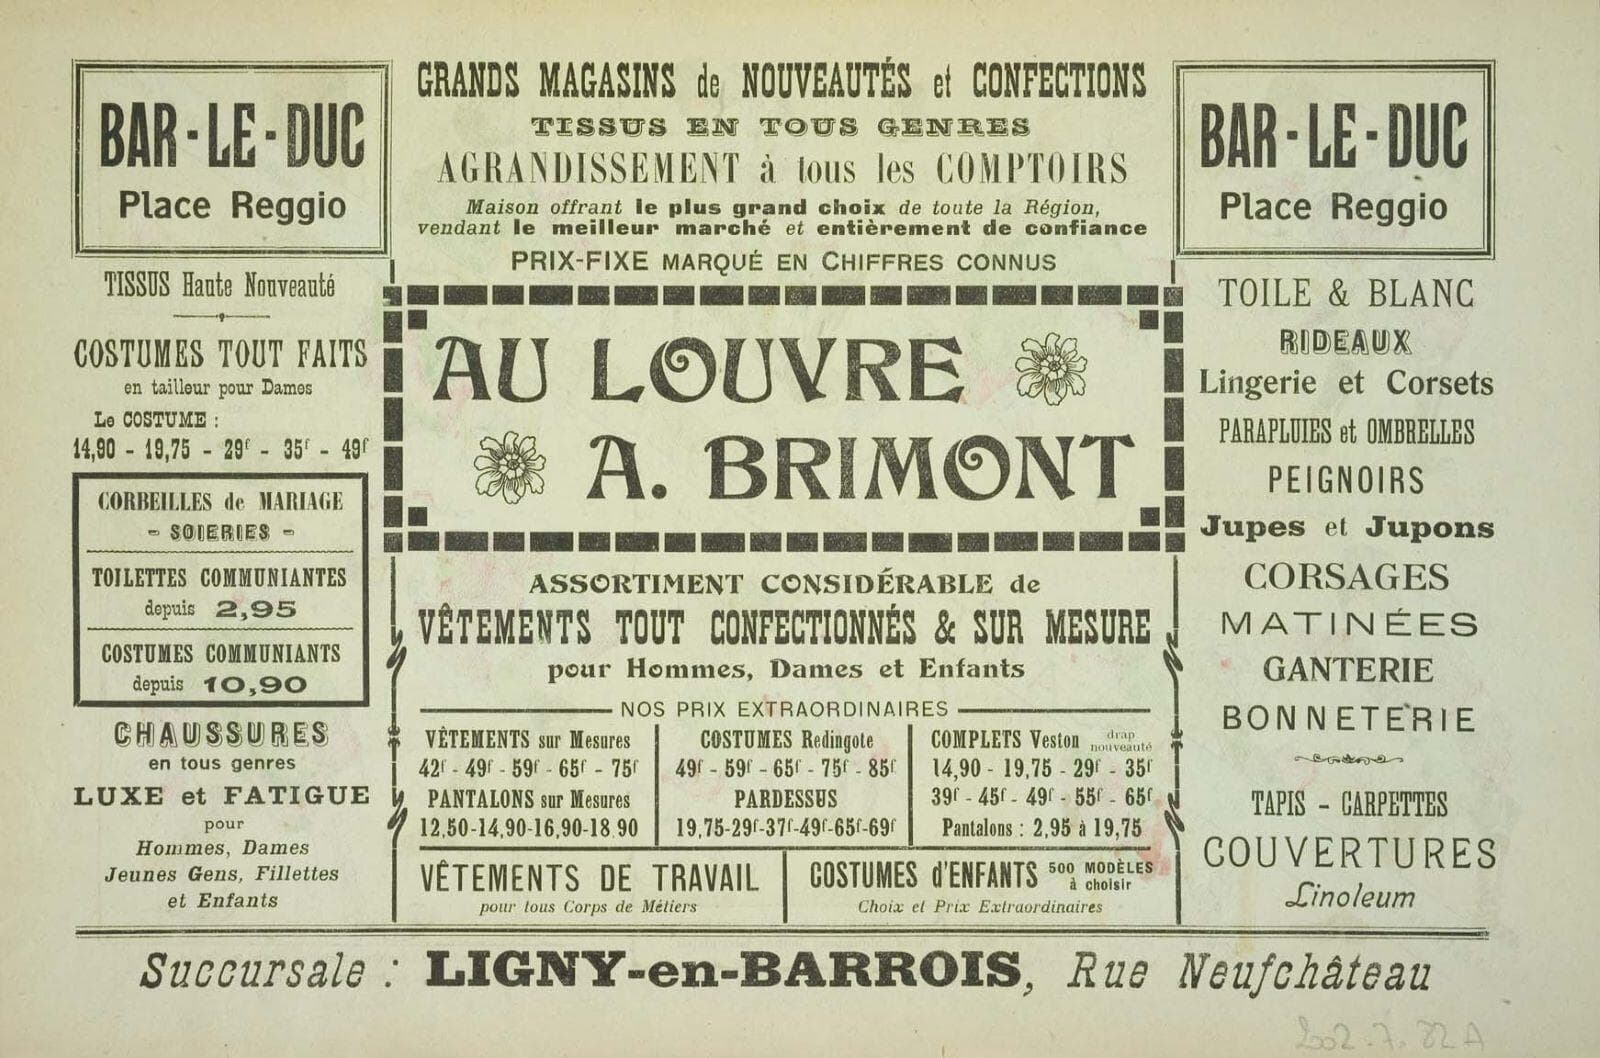 BAR-LE-DUC
Place Reggio
GRANDS MAGASINS de NOUVEAUTÉS et CONFECTIONS
TISSUS EN TOUS GENRES
AGRANDISSEMENT à tous les COMPTOIRS
Maison offrant le plus grand choix de toute la Région,
vendant le meilleur marché et entièrement de confiance
PRIX-FIXE MARQUÉ EN CHIFFRES CONNUS
BAR-LE-DUC
Place Reggio
TISSUS Haute Nouveauté
COSTUMES TOUT FAITS
en tailleur pour Dames
Le COSTUME :
14,90 - 19,75 - 29f - 35f - 49f
CORBEILLES de MARIAGE
- SOIERIES -
TOILETTES COMMUNIANTES
depuis 2,95
COSTUMES COMMUNIANTS
depuis 10,90
CHAUSSURES
en tous genres
LUXE et FATIGUE
pour
Hommes, Dames
Jeunes Gens, Fillettes
et Enfants
AU LOUVRE
A. BRIMONT
ASSORTIMENT CONSIDÉRABLE de
VÊTEMENTS TOUT CONFECTIONNÉS & SUR MESURE
pour Hommes, Dames et Enfants
NOS PRIX EXTRAORDINAIRES
VÊTEMENTS sur Mesures
42f - 49f - 59f - 65f - 75f
PANTALONS sur Mesures
12,50-14,90-16,90-18,90
COSTUMES Redingote
49f - 59f - 65f - 75f - 85f
PARDESSUS
19,75-29f-37f-49f-65f-69f
COMPLETS Veston drap nouveauté
14,90 - 19,75 - 29f - 35f
39f - 45f - 49f - 55f - 65f
Pantalons : 2,95 à 19,75
VÊTEMENTS DE TRAVAIL
pour tous Corps de Métiers
COSTUMES d'ENFANTS 500 MODÈLES à choisir
Choix et Prix Extraordinaires
TOILE & BLANC
RIDEAUX
Lingerie et Corsets
PARAPLUIES et OMBRELLES
PEIGNOIRS
Jupes et Jupons
CORSAGES
MATINÉES
GANTERIE
BONNETERIE
TAPIS - CARPETTES
COUVERTURES
Linoleum
Succursale : LIGNY-en-BARROIS, Rue Neufchâteau
2002.7.82A